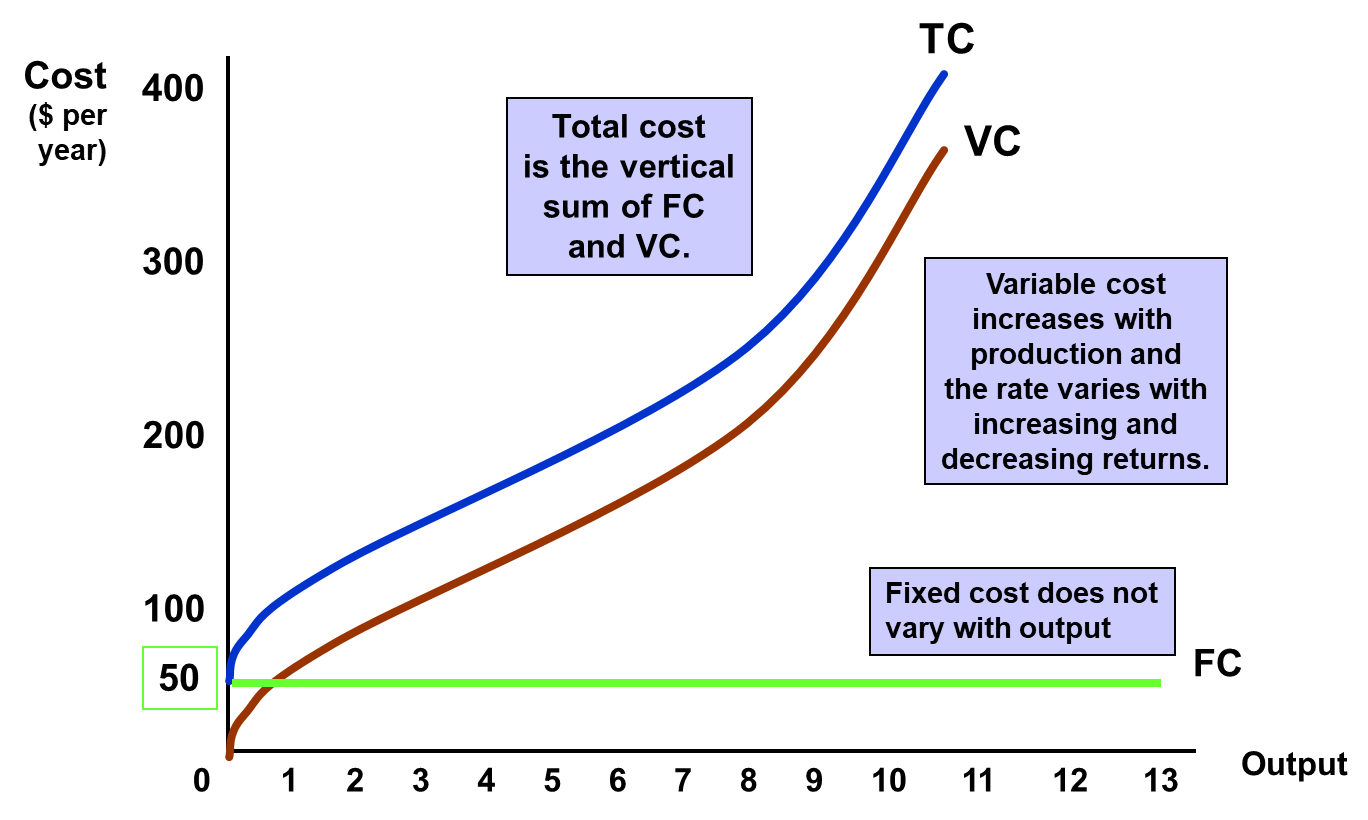 TC
Cost
($ per
year)
400
VC
Total cost
is the vertical
sum of FC
and VC.
300
Variable cost
increases with
production and
the rate varies with
increasing and
decreasing returns.
200
100
Fixed cost does not
vary with output
50
FC
0 1 2 3 4 5 6 7 8 9 10 11 12 13
Output